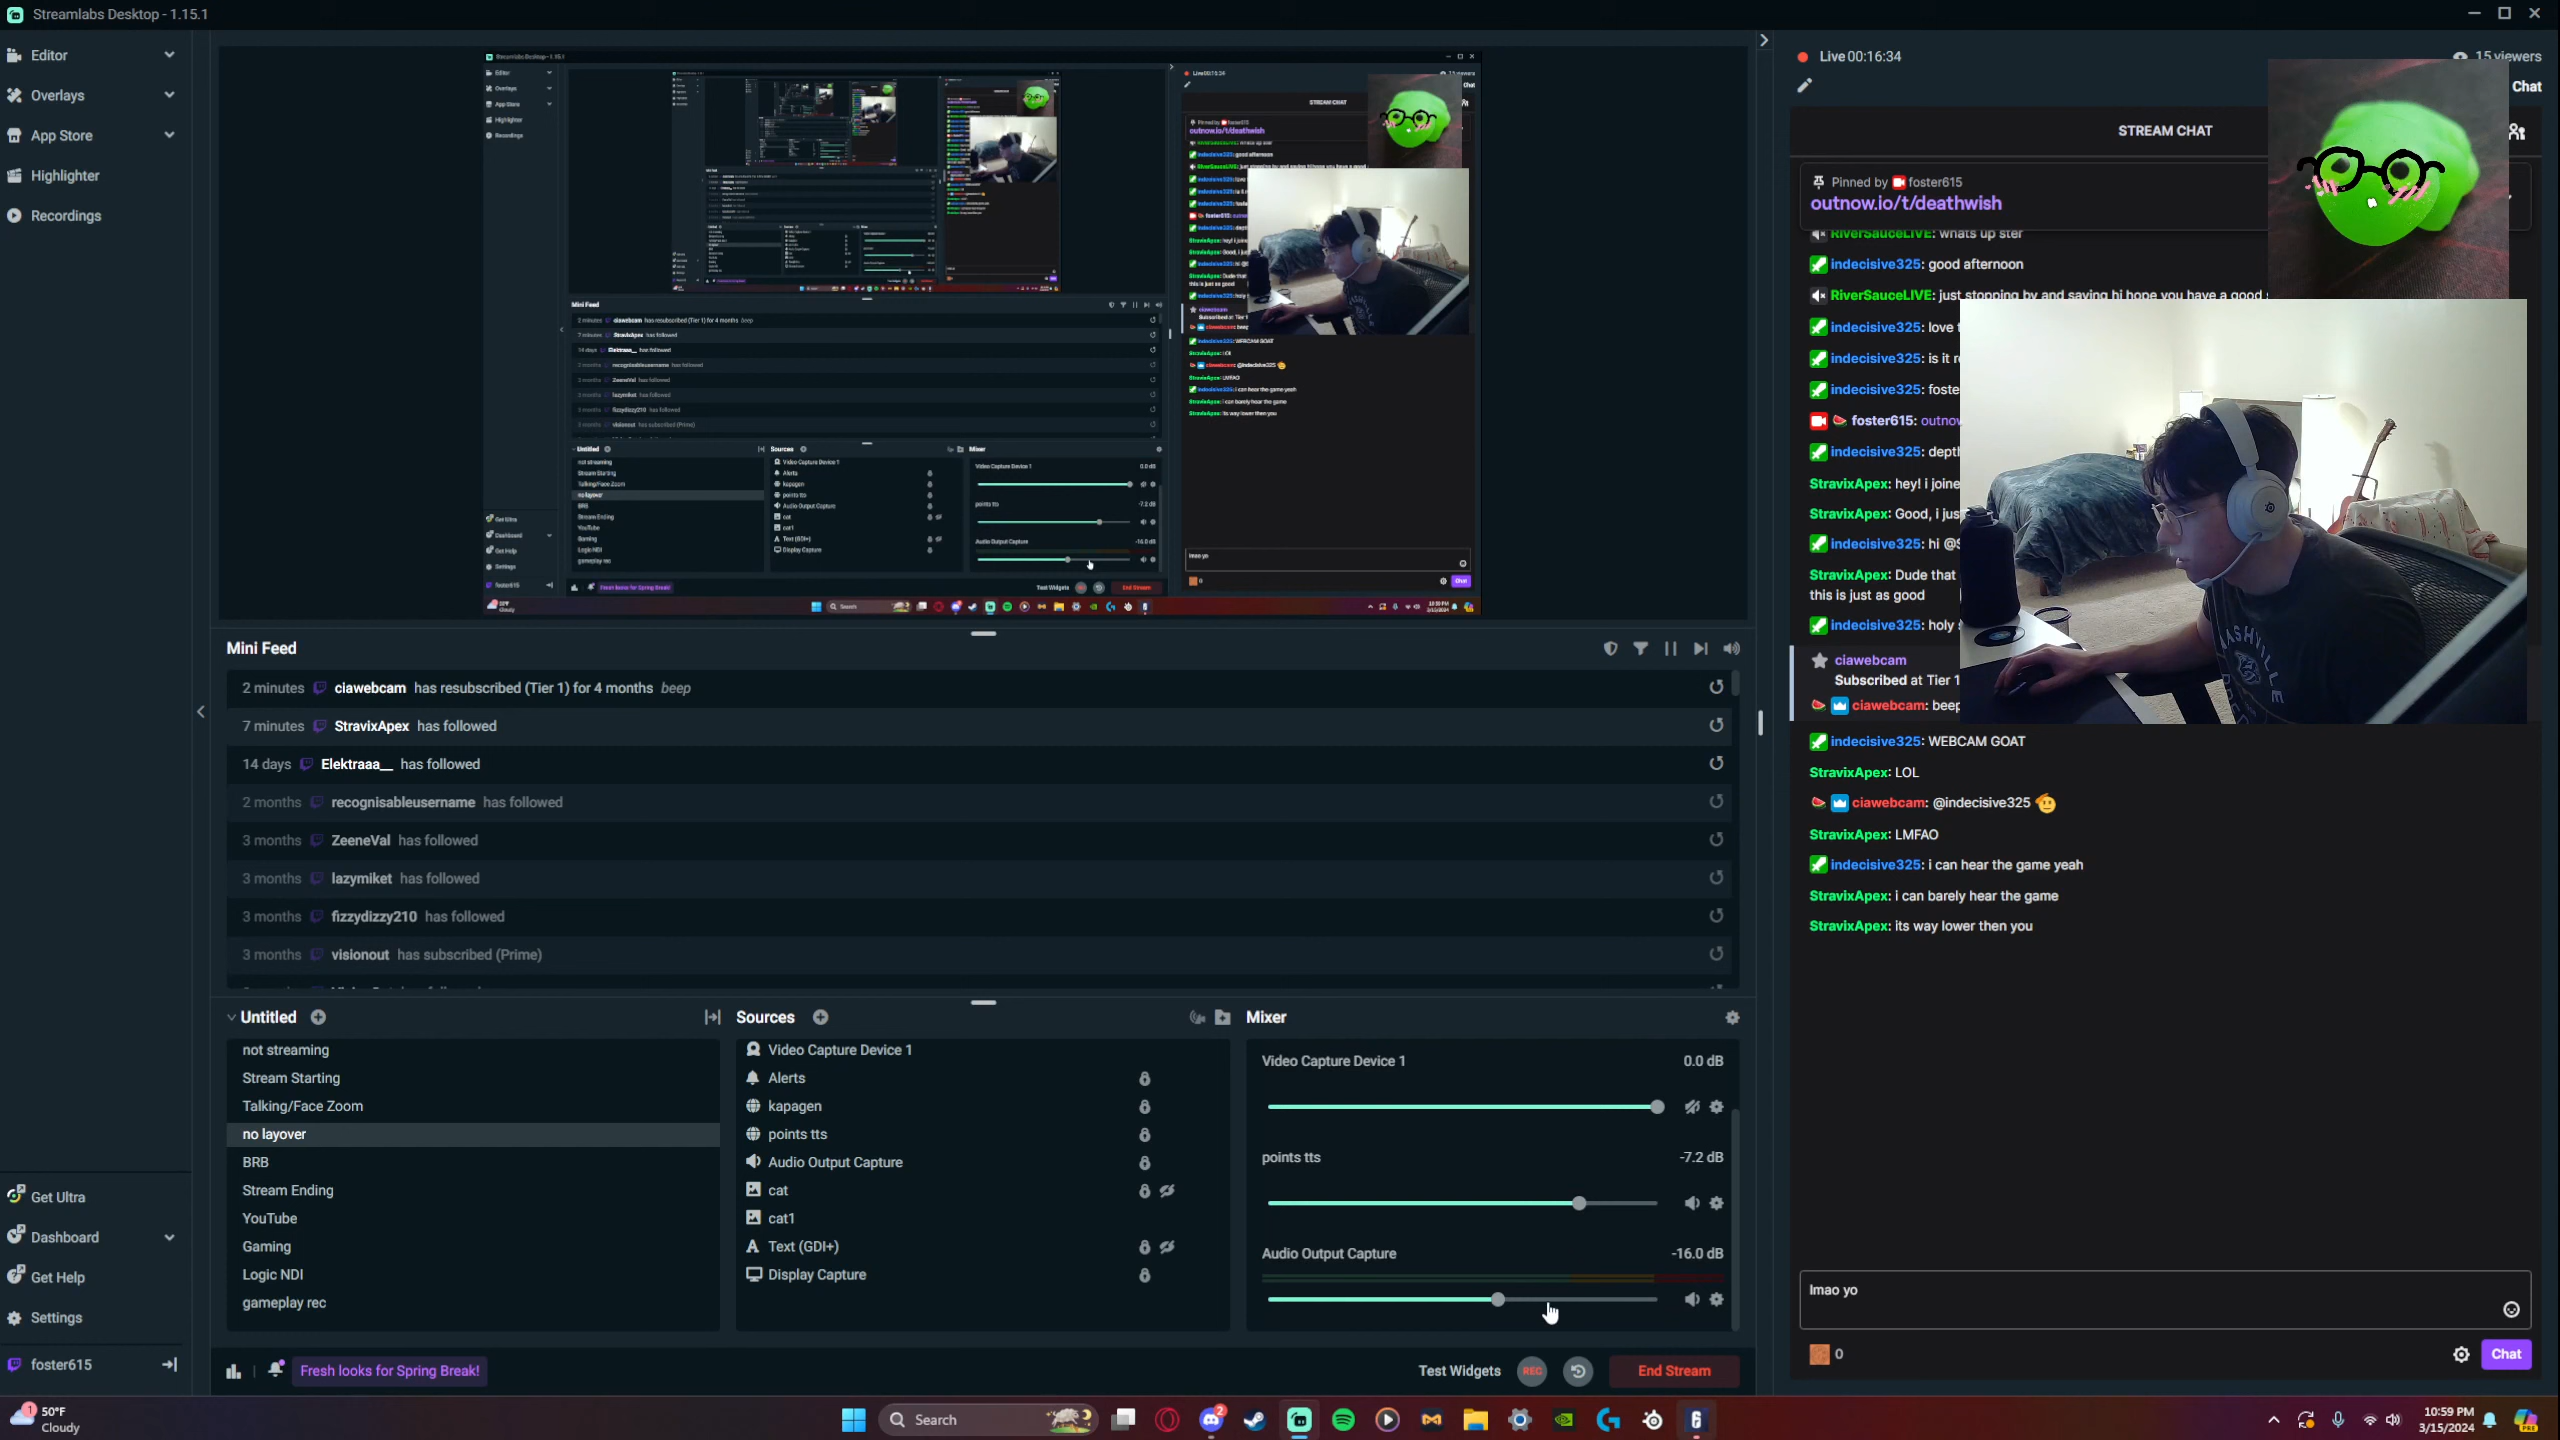 Streamlabs Desktop - 1.15.1
Editor
Overlays
App Store
Highlighter
Recordings
Get Ultra
Dashboard
Get Help
Settings
foster615
Mini Feed
2 minutes ciawebcam has resubscribed (Tier 1) for 4 months beep
7 minutes StravixApex has followed
14 days Elektraaa__ has followed
2 months recognisableusername has followed
3 months ZeeneVal has followed
3 months lazymiket has followed
3 months fizzydizzy210 has followed
3 months visionout has subscribed (Prime)
Untitled
not streaming
Stream Starting
Talking/Face Zoom
no layover
BRB
Stream Ending
YouTube
Gaming
Logic NDI
gameplay rec
Sources
Video Capture Device 1
Alerts
kapagen
points tts
Audio Output Capture
cat
cat1
Text (GDI+)
Display Capture
Mixer
Video Capture Device 1 0.0 dB
points tts -7.2 dB
Audio Output Capture -16.0 dB
Fresh looks for Spring Break!
Test Widgets REC End Stream
Live 00:16:34 15 viewers
Chat
STREAM CHAT
Pinned by foster615
outnow.io/t/deathwish
RiverSauceLIVE: whats up ster
indecisive325: good afternoon
RiverSauceLIVE: just stopping by and saying hi hope you have a good
indecisive325: love
indecisive325: is it
indecisive325: foste
foster615: outnow
indecisive325: dept
StravixApex: hey! i joine
StravixApex: Good, i jus
indecisive325: hi
StravixApex: Dude that
this is just as good
indecisive325: holy
ciawebcam
Subscribed at Tier 1
ciawebcam: beep
indecisive325: WEBCAM GOAT
StravixApex: LOL
ciawebcam: @indecisive325
StravixApex: LMFAO
indecisive325: i can hear the game yeah
StravixApex: i can barely hear the game
StravixApex: its way lower then you
lmao yo
0
Chat
1
50°F
Cloudy
Search
2
10:59 PM
3/15/2024